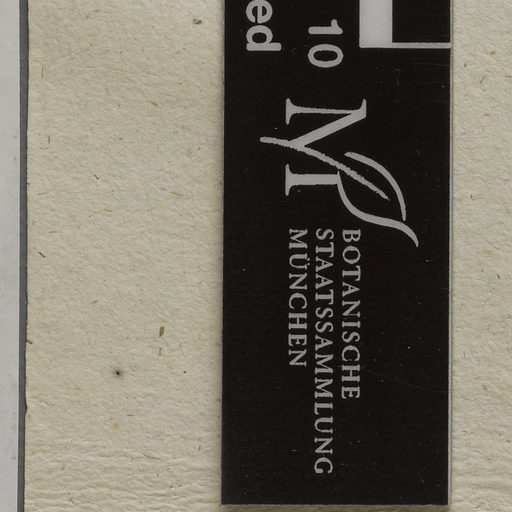 10
ed
M
BOTANISCHE
STAATSSAMMLUNG
MÜNCHEN